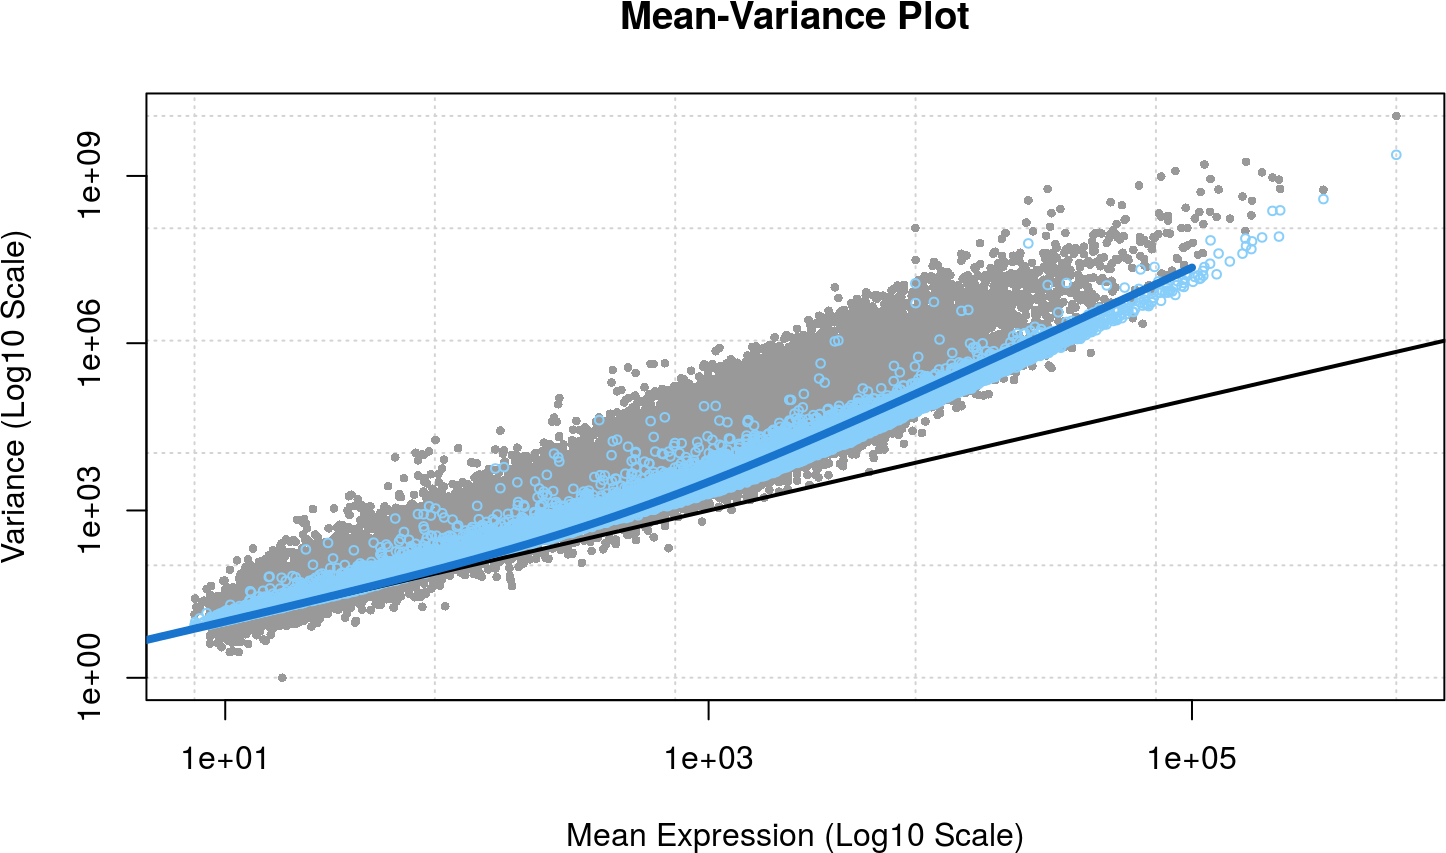 Mean-Variance Plot
Variance (Log10 Scale)
1e+09
1e+06
1e+03
1e+00
1e+01 1e+03 1e+05
Mean Expression (Log10 Scale)